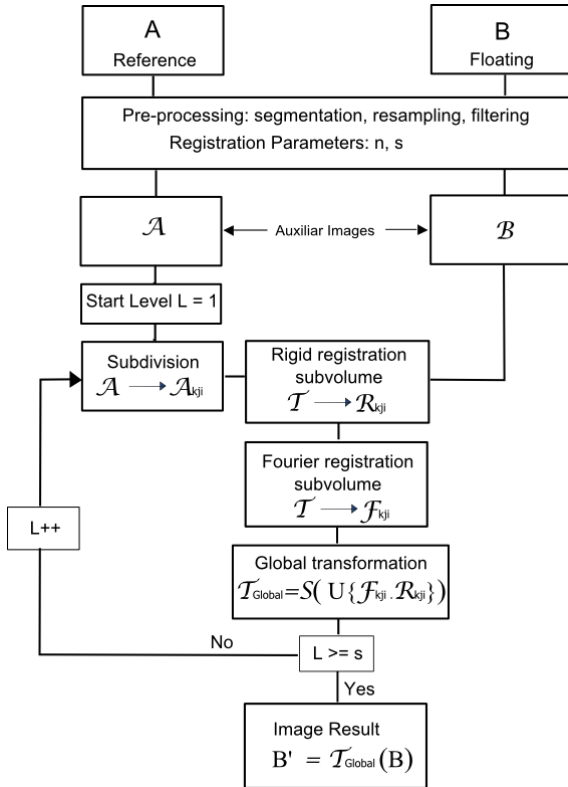 A
Reference
B
Floating
Pre-processing: segmentation, resampling, filtering
Registration Parameters: n, s
𝒜
Auxiliar Images
ℬ
Start Level L = 1
Subdivision
𝒜 → 𝒜kji
Rigid registration
subvolume
𝒯 → ℛkji
Fourier registration
subvolume
𝒯 → ℱkji
L++
Global transformation
𝒯Global=S( U{ℱkji.ℛkji})
No
L >= s
Yes
Image Result
B' = 𝒯Global(B)